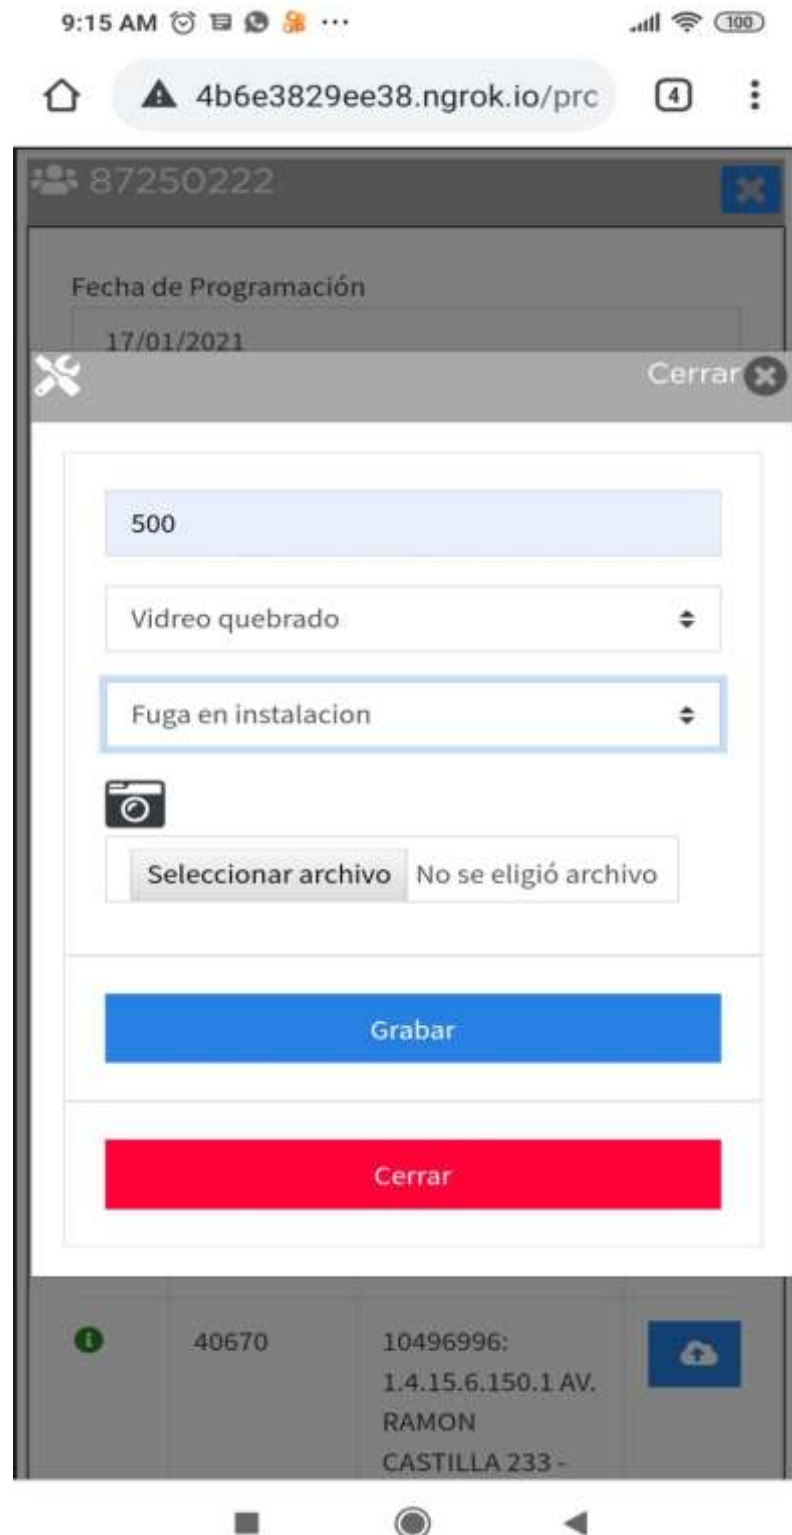 9:15 AM
100
4b6e3829ee38.ngrok.io/prc
4
87250222
Fecha de Programación
17/01/2021
Cerrar
500
Vidreo quebrado
Fuga en instalacion
Seleccionar archivo No se eligió archivo
Grabar
Cerrar
40670
10496996:
1.4.15.6.150.1 AV.
RAMON
CASTILLA 233 -